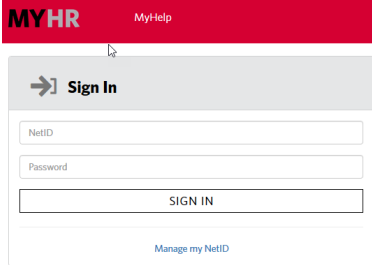 MYHR MyHelp
Sign In
NetID
Password
SIGN IN
Manage my NetID